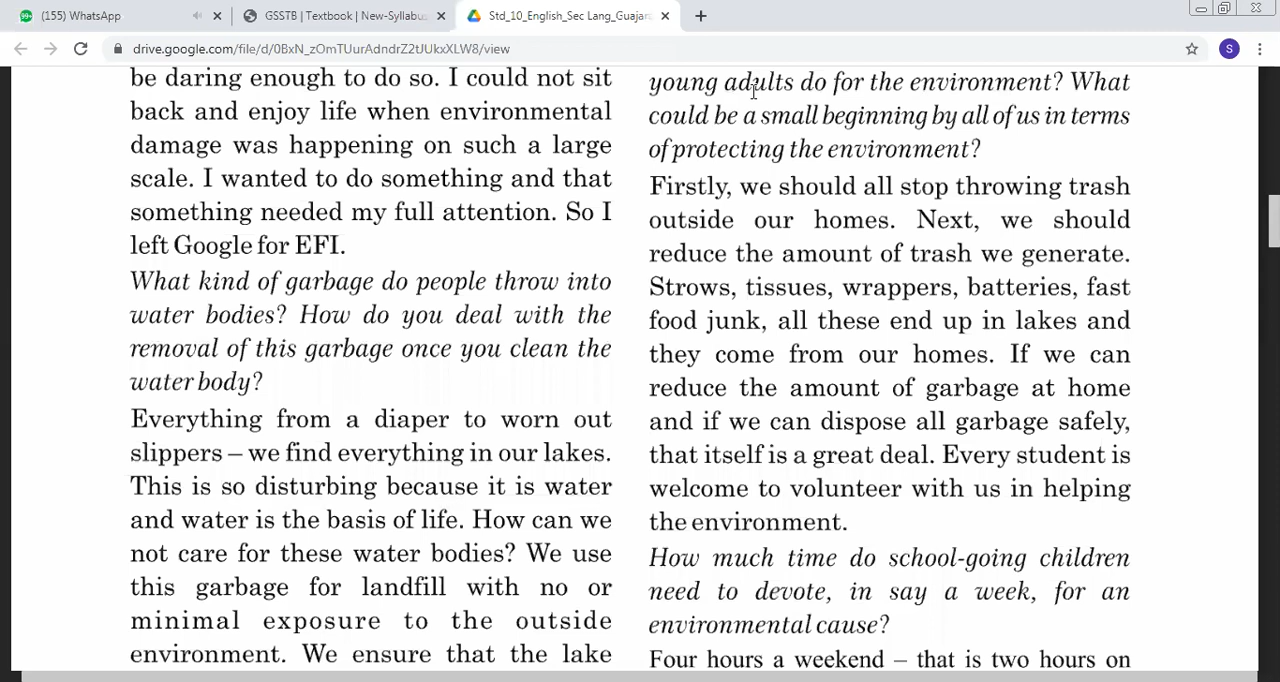 (155) WhatsApp
GSSTB | Textbook | New-Syllabu
Std_10_English_Sec Lang_Guajara
drive.google.com/file/d/0BxN_zOmTUurAdndrZ2tJUkxXLW8/view
S
be daring enough to do so. I could not sit
back and enjoy life when environmental
damage was happening on such a large
scale. I wanted to do something and that
something needed my full attention. So I
left Google for EFI.
What kind of garbage do people throw into
water bodies? How do you deal with the
removal of this garbage once you clean the
water body?
Everything from a diaper to worn out
slippers – we find everything in our lakes.
This is so disturbing because it is water
and water is the basis of life. How can we
not care for these water bodies? We use
this garbage for landfill with no or
minimal exposure to the outside
environment. We ensure that the lake
young adults do for the environment? What
could be a small beginning by all of us in terms
of protecting the environment?
Firstly, we should all stop throwing trash
outside our homes. Next, we should
reduce the amount of trash we generate.
Strows, tissues, wrappers, batteries, fast
food junk, all these end up in lakes and
they come from our homes. If we can
reduce the amount of garbage at home
and if we can dispose all garbage safely,
that itself is a great deal. Every student is
welcome to volunteer with us in helping
the environment.
How much time do school-going children
need to devote, in say a week, for an
environmental cause?
Four hours a weekend – that is two hours on